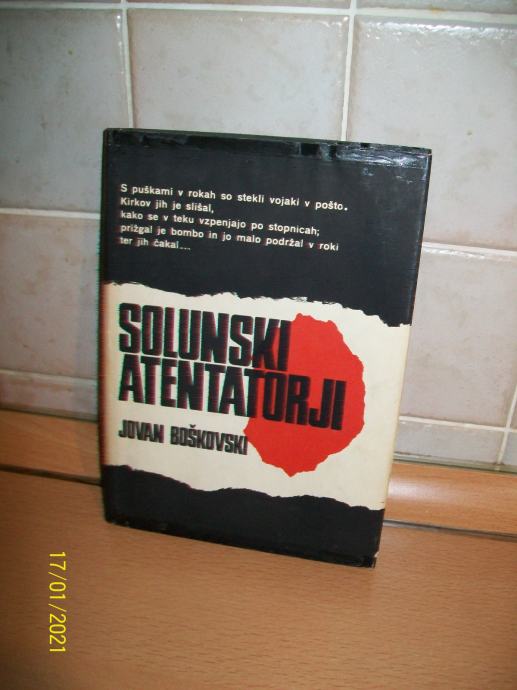 S puškami v rokah so stekli vojaki v pošto.
Kirkov jih je slišal,
kako se v teku vzpenjajo po stopnicah;
prižgal je bombo in jo malo podržal v roki
ter jih čakal....
SOLUNSKI
ATENTATORJI
JOVAN BOŠKOVSKI
17/01/2021